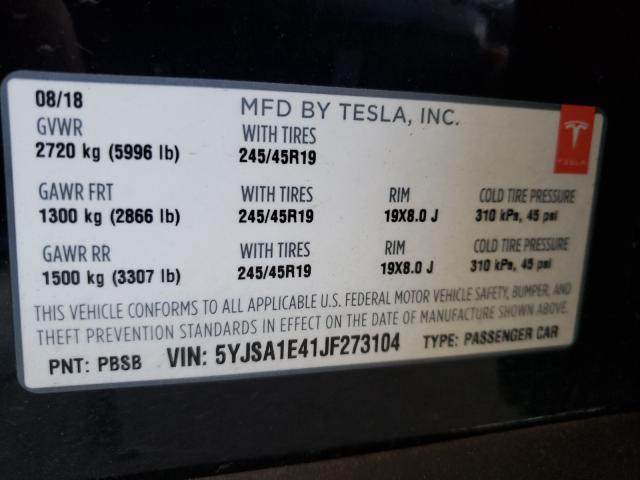 08/18 MFD BY TESLA, INC.
GVWR WITH TIRES
2720 kg (5996 lb) 245/45R19
GAWR FRT WITH TIRES RIM COLD TIRE PRESSURE
1300 kg (2866 lb) 245/45R19 19X8.0 J 310 kPa, 45 psi
GAWR RR WITH TIRES RIM COLD TIRE PRESSURE
1500 kg (3307 lb) 245/45R19 19X8.0 J 310 kPa, 45 psi
THIS VEHICLE CONFORMS TO ALL APPLICABLE U.S. FEDERAL MOTOR VEHICLE SAFETY, BUMPER, AND
THEFT PREVENTION STANDARDS IN EFFECT ON THE DATE OF MANUFACTURE SHOWN ABOVE.
PNT: PBSB VIN: 5YJSA1E41JF273104 TYPE: PASSENGER CAR
TESLA